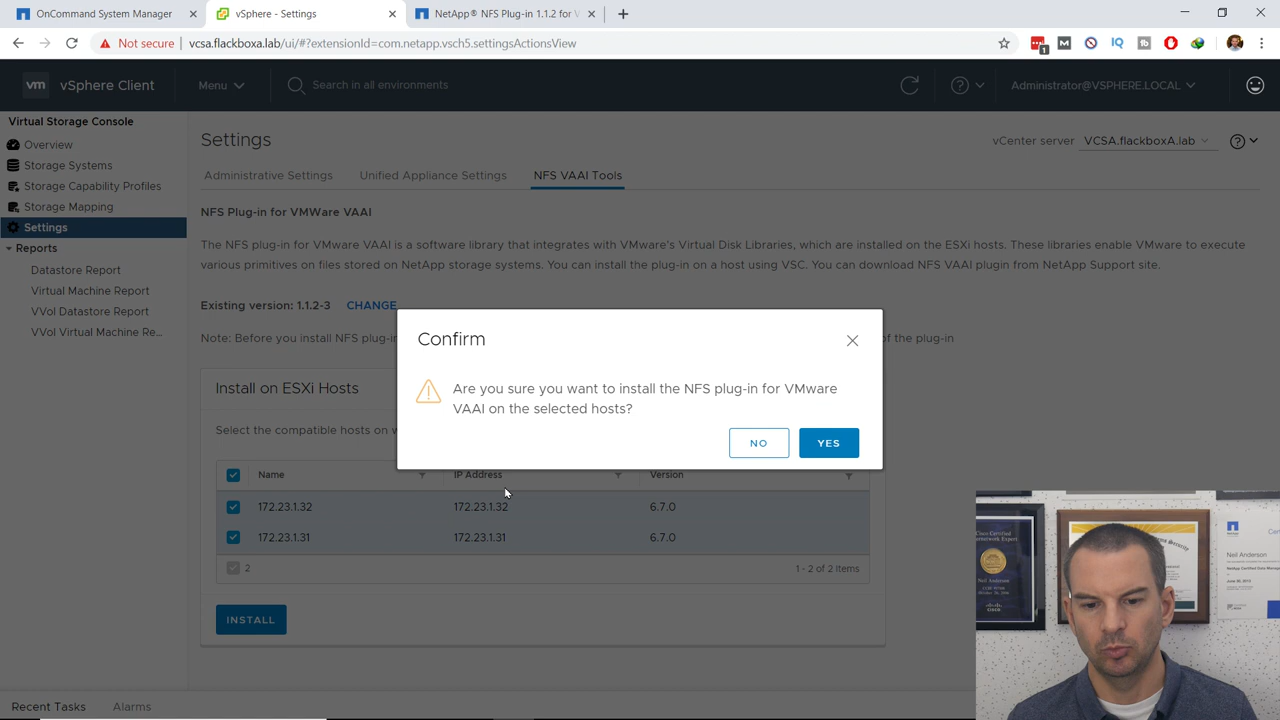 OnCommand System Manager
vSphere - Settings
NetApp® NFS Plug-in 1.1.2 for V
Not secure
vcsa.flackboxa.lab/ui/#?extensionId=com.netapp.vsch5.settingsActionsView
1
vm
vSphere Client
Menu
Search in all environments
Administrator@VSPHERE.LOCAL
Virtual Storage Console
Overview
Storage Systems
Storage Capability Profiles
Storage Mapping
Settings
Reports
Datastore Report
Virtual Machine Report
VVol Datastore Report
VVol Virtual Machine Re...
Settings
vCenter server
VCSA.flackboxA.lab
Administrative Settings
Unified Appliance Settings
NFS VAAI Tools
NFS Plug-in for VMWare VAAI
The NFS plug-in for VMware VAAI is a software library that integrates with VMware's Virtual Disk Libraries, which are installed on the ESXi hosts. These libraries enable VMware to execute
various primitives on files stored on NetApp storage systems. You can install the plug-in on a host using VSC. You can download NFS VAAI plugin from NetApp Support site.
Existing version: 1.1.2-3
CHANGE
Note: Before you install NFS plug-in
of the plug-in
Install on ESXi Hosts
Select the compatible hosts on w
Confirm
Are you sure you want to install the NFS plug-in for VMware
VAAI on the selected hosts?
NO
YES
Name
IP Address
Version
172.23.1.32
172.23.1.32
6.7.0
172.23.1.31
172.23.1.31
6.7.0
2
1 - 2 of 2 Items
INSTALL
Recent Tasks
Alarms
Neil Anderson
Neil Anderson